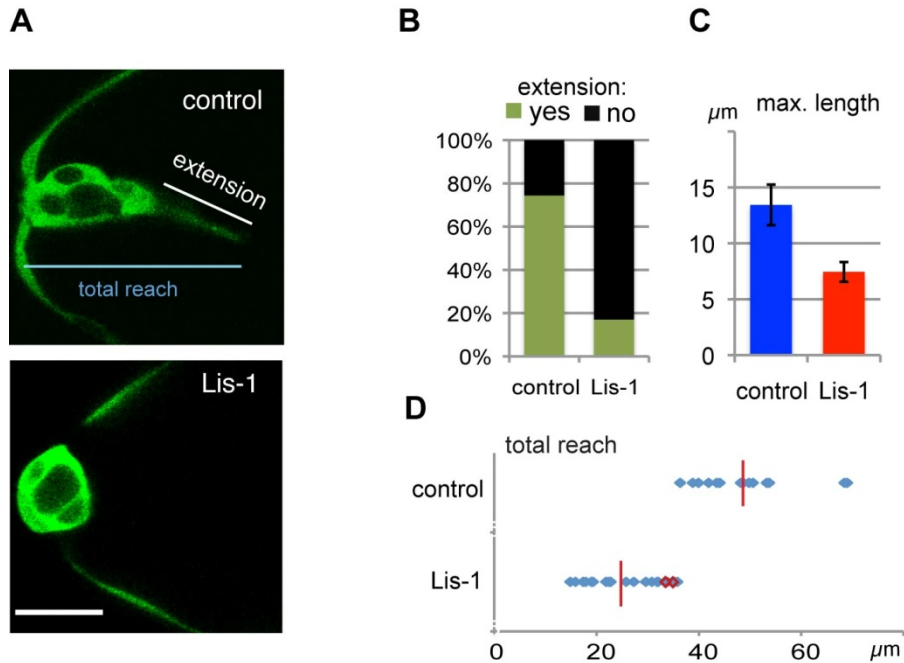 A
control
extension
total reach
Lis-1
B
extension:
yes no
100%
80%
60%
40%
20%
0%
control Lis-1
C
µm max. length
15
10
5
0
control Lis-1
D
total reach
control
Lis-1
0 20 40 60 µm